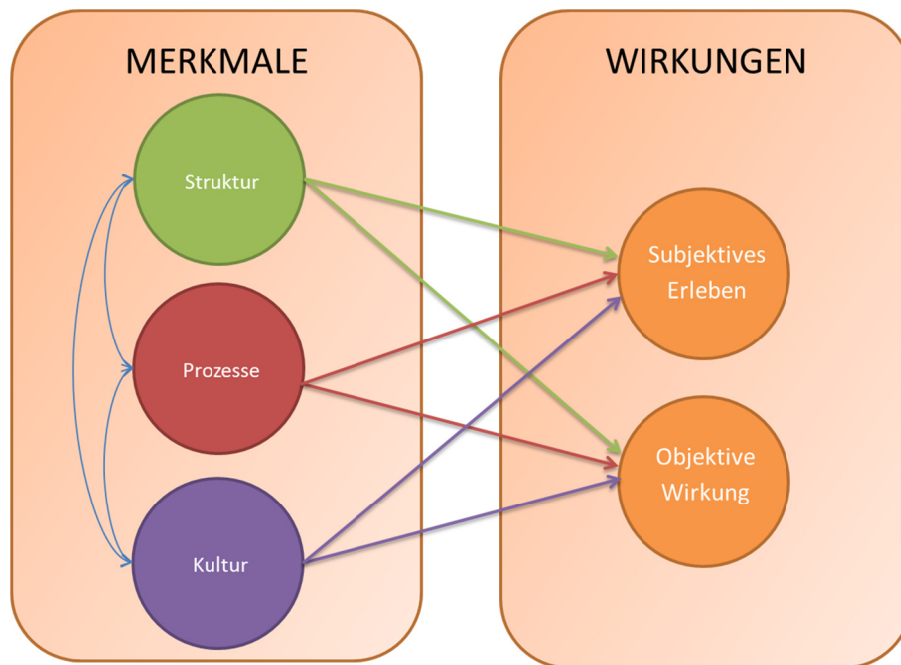 MERKMALE
Struktur
Prozesse
Kultur
WIRKUNGEN
Subjektives
Erleben
Objektive
Wirkung